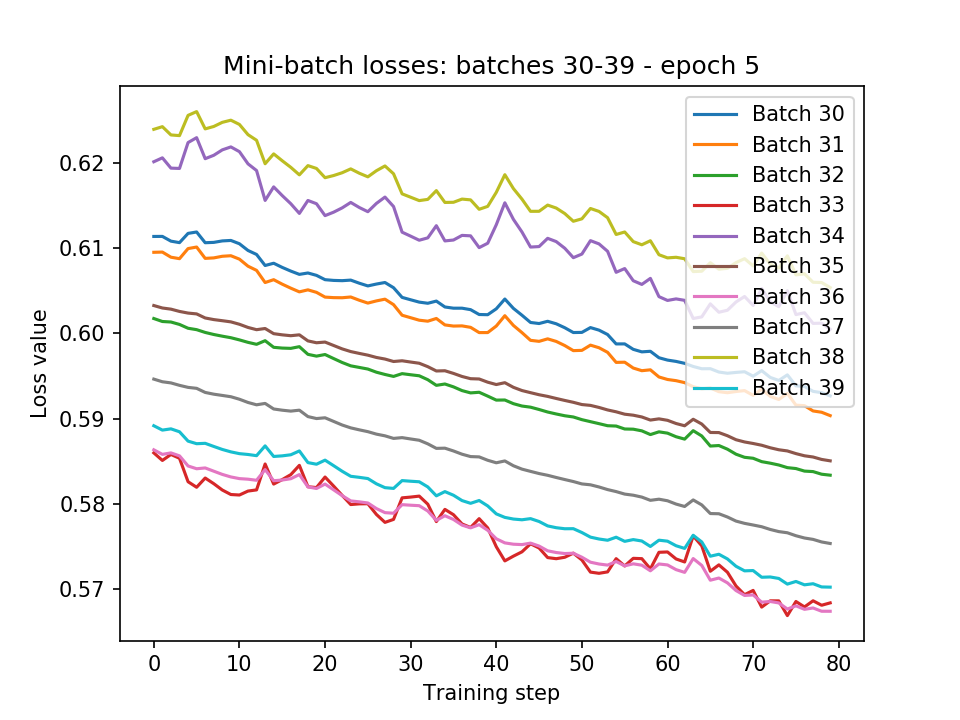 Mini-batch losses: batches 30-39 - epoch 5
Loss value
0.62
0.61
0.60
0.59
0.58
0.57
Batch 30
Batch 31
Batch 32
Batch 33
Batch 34
Batch 35
Batch 36
Batch 37
Batch 38
Batch 39
0 10 20 30 40 50 60 70 80
Training step